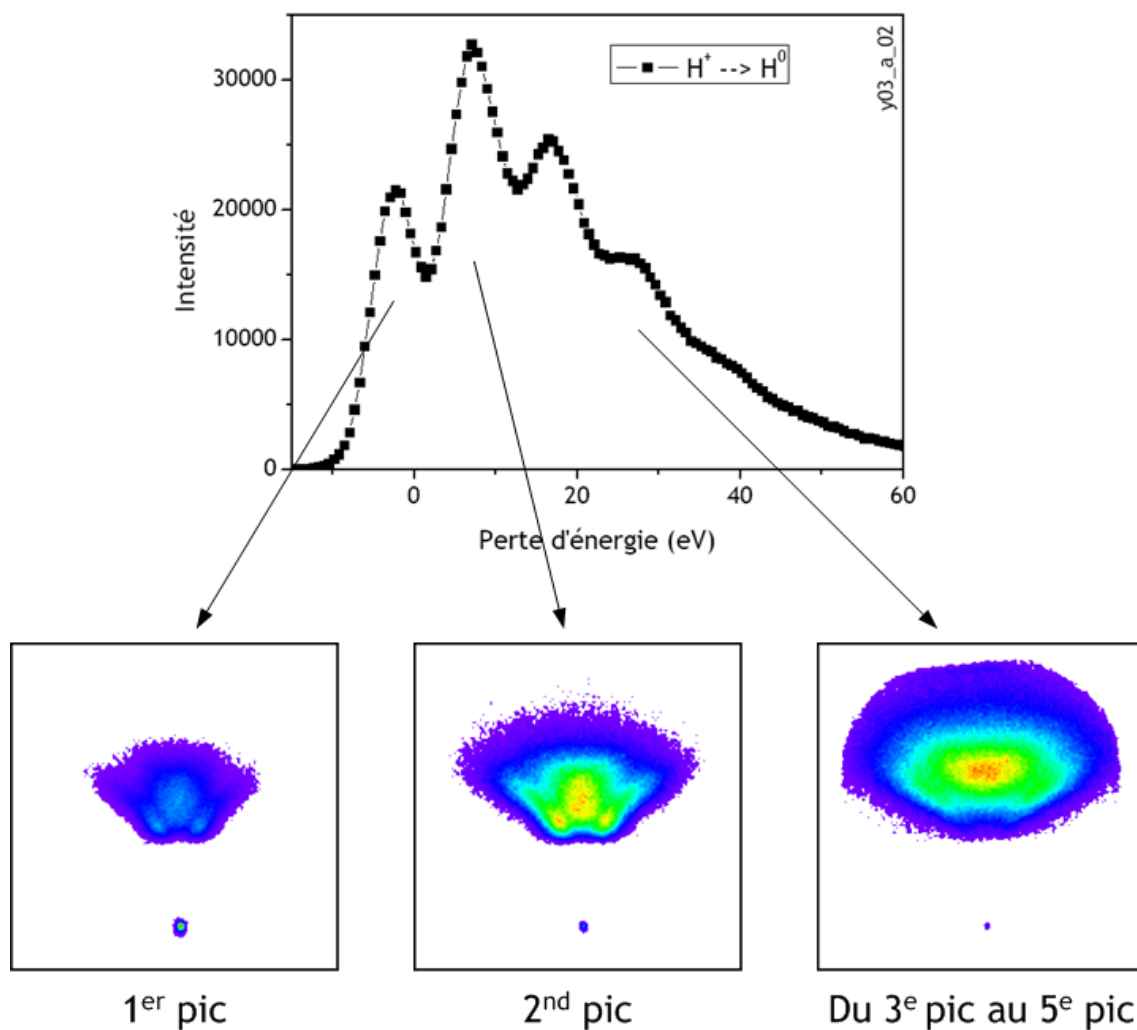 30000
20000
10000
0
Intensité
H⁺ --> H⁰
y03_a_02
0 20 40 60
Perte d'énergie (eV)
1er pic 2nd pic Du 3e pic au 5e pic